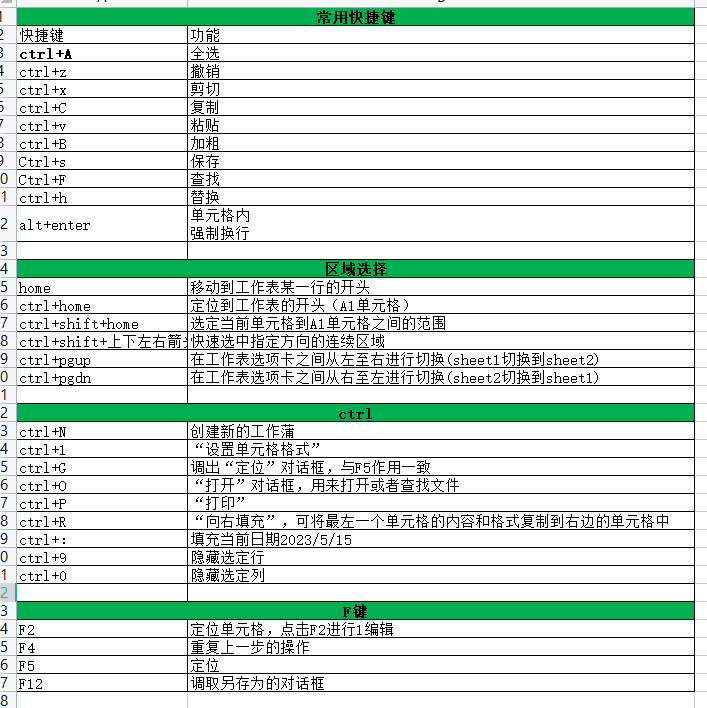 1 常用快捷键
2 快捷键 功能
3 ctrl+A 全选
4 ctrl+z 撤销
5 ctrl+x 剪切
6 ctrl+C 复制
7 ctrl+v 粘贴
8 ctrl+B 加粗
9 Ctrl+s 保存
0 Ctrl+F 查找
1 ctrl+h 替换
2 alt+enter 单元格内
强制换行
3
4 区域选择
5 home 移动到工作表某一行的开头
6 ctrl+home 定位到工作表的开头（A1单元格）
7 ctrl+shift+home 选定当前单元格到A1单元格之间的范围
8 ctrl+shift+上下左右箭 快速选中指定方向的连续区域
9 ctrl+pgup 在工作表选项卡之间从左至右进行切换(sheet1切换到sheet2)
0 ctrl+pgdn 在工作表选项卡之间从右至左进行切换(sheet2切换到sheet1)
1
2 ctrl
3 ctrl+N 创建新的工作蒲
4 ctrl+1 “设置单元格格式”
5 ctrl+G 调出“定位”对话框，与F5作用一致
6 ctrl+O “打开”对话框，用来打开或者查找文件
7 ctrl+P “打印”
8 ctrl+R “向右填充”，可将最左一个单元格的内容和格式复制到右边的单元格中
9 ctrl+： 填充当前日期2023/5/15
0 ctrl+9 隐藏选定行
1 ctrl+0 隐藏选定列
2
3 F键
4 F2 定位单元格，点击F2进行1编辑
5 F4 重复上一步的操作
6 F5 定位
7 F12 调取另存为的对话框
8